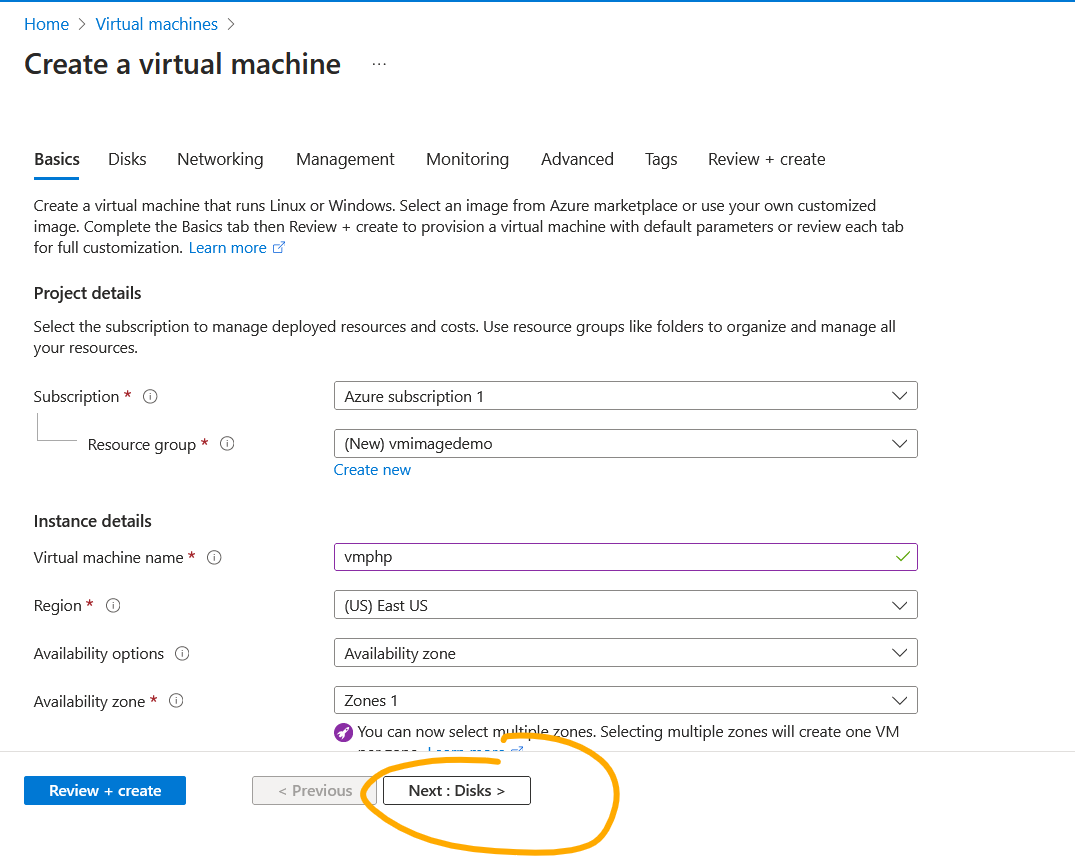 Home > Virtual machines >
Create a virtual machine ...
Basics Disks Networking Management Monitoring Advanced Tags Review + create
Create a virtual machine that runs Linux or Windows. Select an image from Azure marketplace or use your own customized
image. Complete the Basics tab then Review + create to provision a virtual machine with default parameters or review each tab
for full customization. Learn more
Project details
Select the subscription to manage deployed resources and costs. Use resource groups like folders to organize and manage all
your resources.
Subscription * Azure subscription 1
Resource group * (New) vmimagedemo
Create new
Instance details
Virtual machine name * vmphp
Region * (US) East US
Availability options Availability zone
Availability zone * Zones 1
You can now select multiple zones. Selecting multiple zones will create one VM
per zone. Learn more
Review + create < Previous Next : Disks >